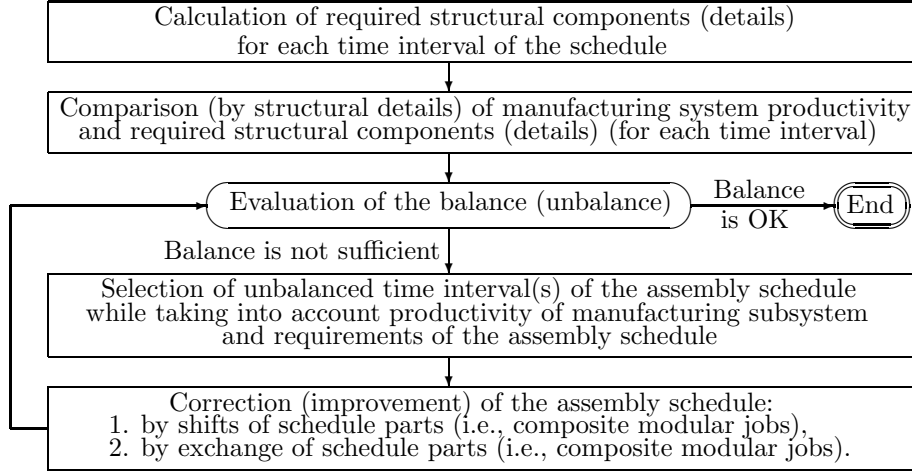 Calculation of required structural components (details)
for each time interval of the schedule
Comparison (by structural details) of manufacturing system productivity
and required structural components (details) (for each time interval)
Evaluation of the balance (unbalance)
Balance
is OK
End
Balance is not sufficient
Selection of unbalanced time interval(s) of the assembly schedule
while taking into account productivity of manufacturing subsystem
and requirements of the assembly schedule
Correction (improvement) of the assembly schedule:
1. by shifts of schedule parts (i.e., composite modular jobs),
2. by exchange of schedule parts (i.e., composite modular jobs).